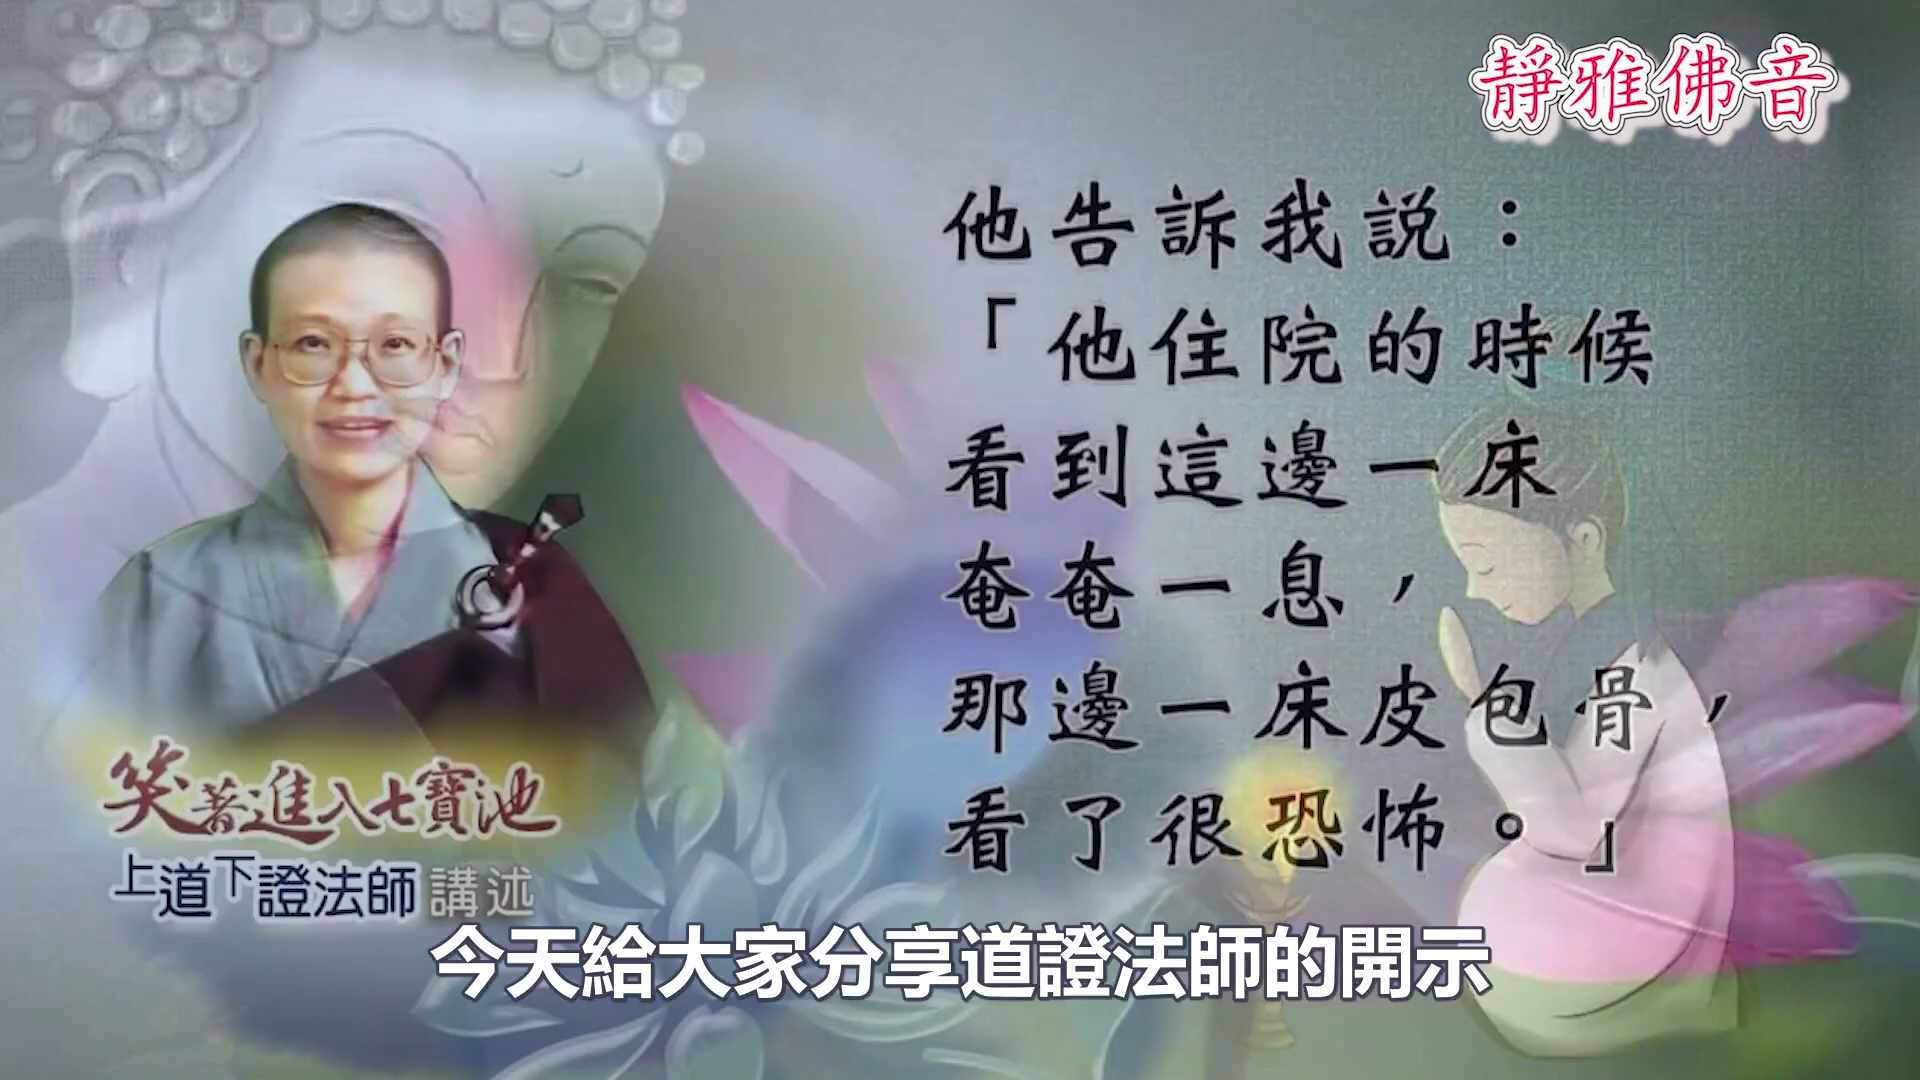 靜雅佛音
他告訴我説：
「他住院的時候
看到這邊一床
奄奄一息，
那邊一床皮包骨，
看了很恐怖。」
笑著進入七寶池
上道下證法師 講述
今天給大家分享道證法師的開示